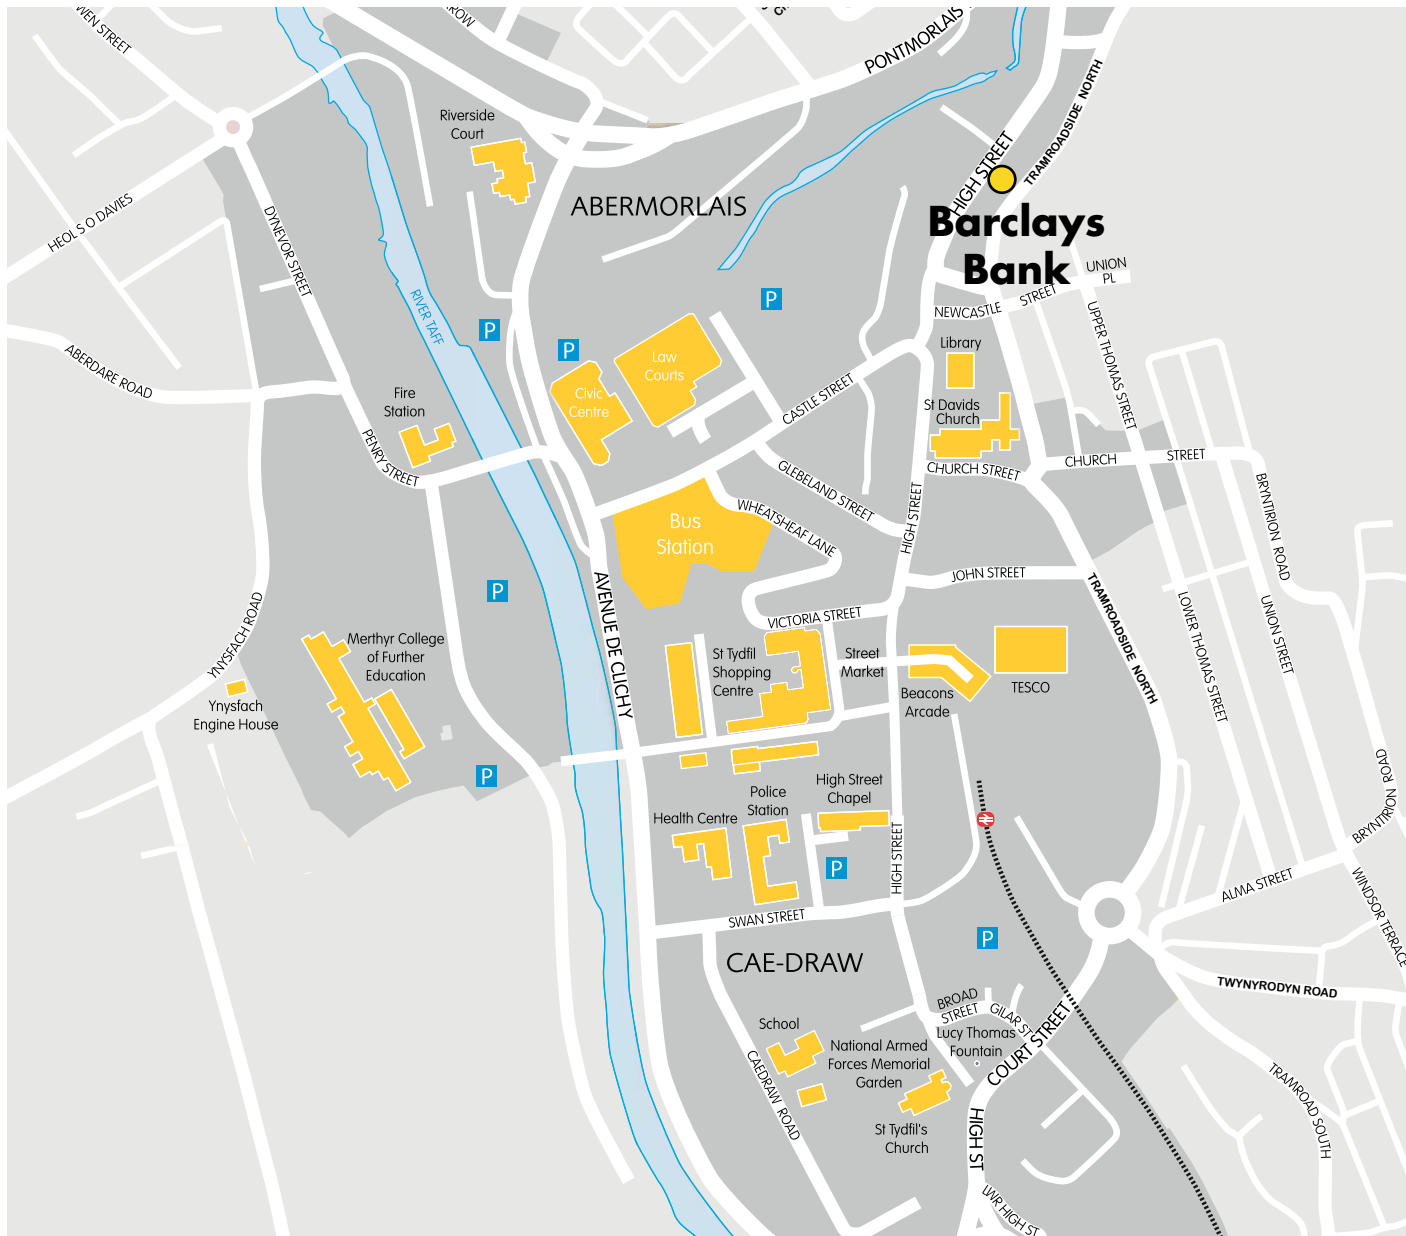 PONTMORLAIS
TRAMROADSIDE NORTH
HIGH STREET
Riverside
Court
ABERMORLAIS
HEOL S O DAVIES
DYNEVOR STREET
Barclays
Bank
UNION
PL
NEWCASTLE STREET
UPPER THOMAS STREET
P
P
P
RIVER TAFF
Library
Law
Courts
ABERDARE ROAD
Civic
Centre
CASTLE STREET
Fire
Station
St Davids
Church
PENRY STREET
CHURCH STREET
CHURCH STREET
GLEBELAND STREET
WHEATSHEAF LANE
HIGH STREET
BRYNTIRION ROAD
Bus
Station
JOHN STREET
P
AVENUE DE CLICHY
TRAMROADSIDE NORTH
LOWER THOMAS STREET
UNION STREET
VICTORIA STREET
YNYSFACH ROAD
Merthyr College
of Further
Education
St Tydfil
Shopping
Centre
Street
Market
Beacons
Arcade
TESCO
Ynysfach
Engine House
P
BRYNTIRION ROAD
High Street
Chapel
Police
Station
Health Centre
HIGH STREET
P
ALMA STREET
WINDSOR TERRACE
SWAN STREET
P
CAE-DRAW
TWYNYRODYN ROAD
BROAD
STREET
GILAR ST
School
Lucy Thomas
Fountain
COURT STREET
National Armed
Forces Memorial
Garden
CAEDRAW ROAD
TRAMROAD SOUTH
St Tydfil's
Church
HIGH ST
LWR HIGH ST